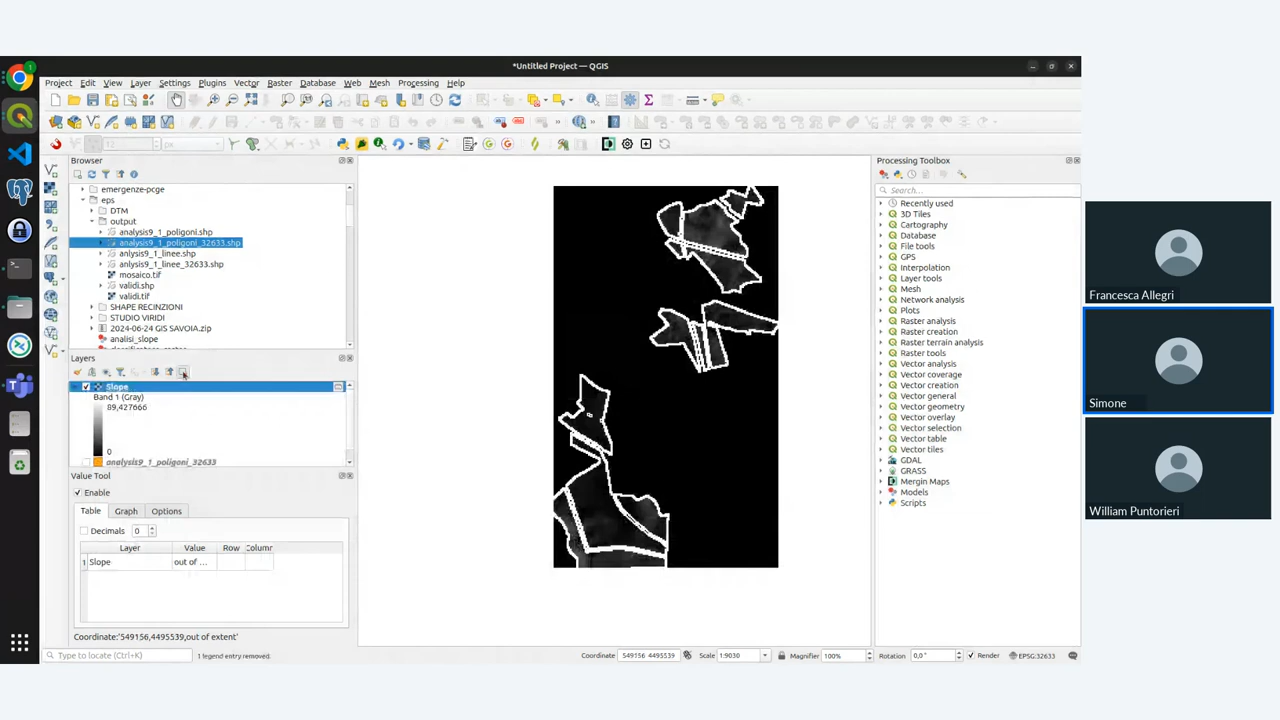 *Untitled Project — QGIS
Project Edit View Layer Settings Plugins Vector Raster Database Web Mesh Processing Help
Browser
emergenze-pcge
eps
DTM
output
anlysis9_1_poligoni.shp
anlysis9_1_poligoni_32633.shp
anlysis9_1_linee.shp
anlysis9_1_linee_32633.shp
mosaico.tif
validi.shp
validi.tif
SHAPE RECINZIONI
STUDIO VIRIDI
2024-06-24 GIS SAVOIA.zip
analisi_slope
Layers
Slope
Band 1 (Gray)
89,427666
0
analysis9_1_poligoni_32633
Value Tool
Enable
Table Graph Options
Decimals 0
Layer Value Row Column
1 Slope out of ...
Coordinate:'549156,4495539,out of extent'
Type to locate (Ctrl+K) 1 legend entry removed. Coordinate 549156 4495539 Scale 1:9030 Magnifier 100% Rotation 0,0° Render EPSG:32633
Processing Toolbox
Search...
Recently used
3D Tiles
Cartography
Database
File tools
GPS
Interpolation
Layer tools
Mesh
Network analysis
Plots
Raster analysis
Raster creation
Raster terrain analysis
Raster tools
Vector analysis
Vector coverage
Vector creation
Vector general
Vector geometry
Vector overlay
Vector selection
Vector table
Vector tiles
GDAL
GRASS
Mergin Maps
Models
Scripts
Francesca Allegri
Simone
William Puntorieri